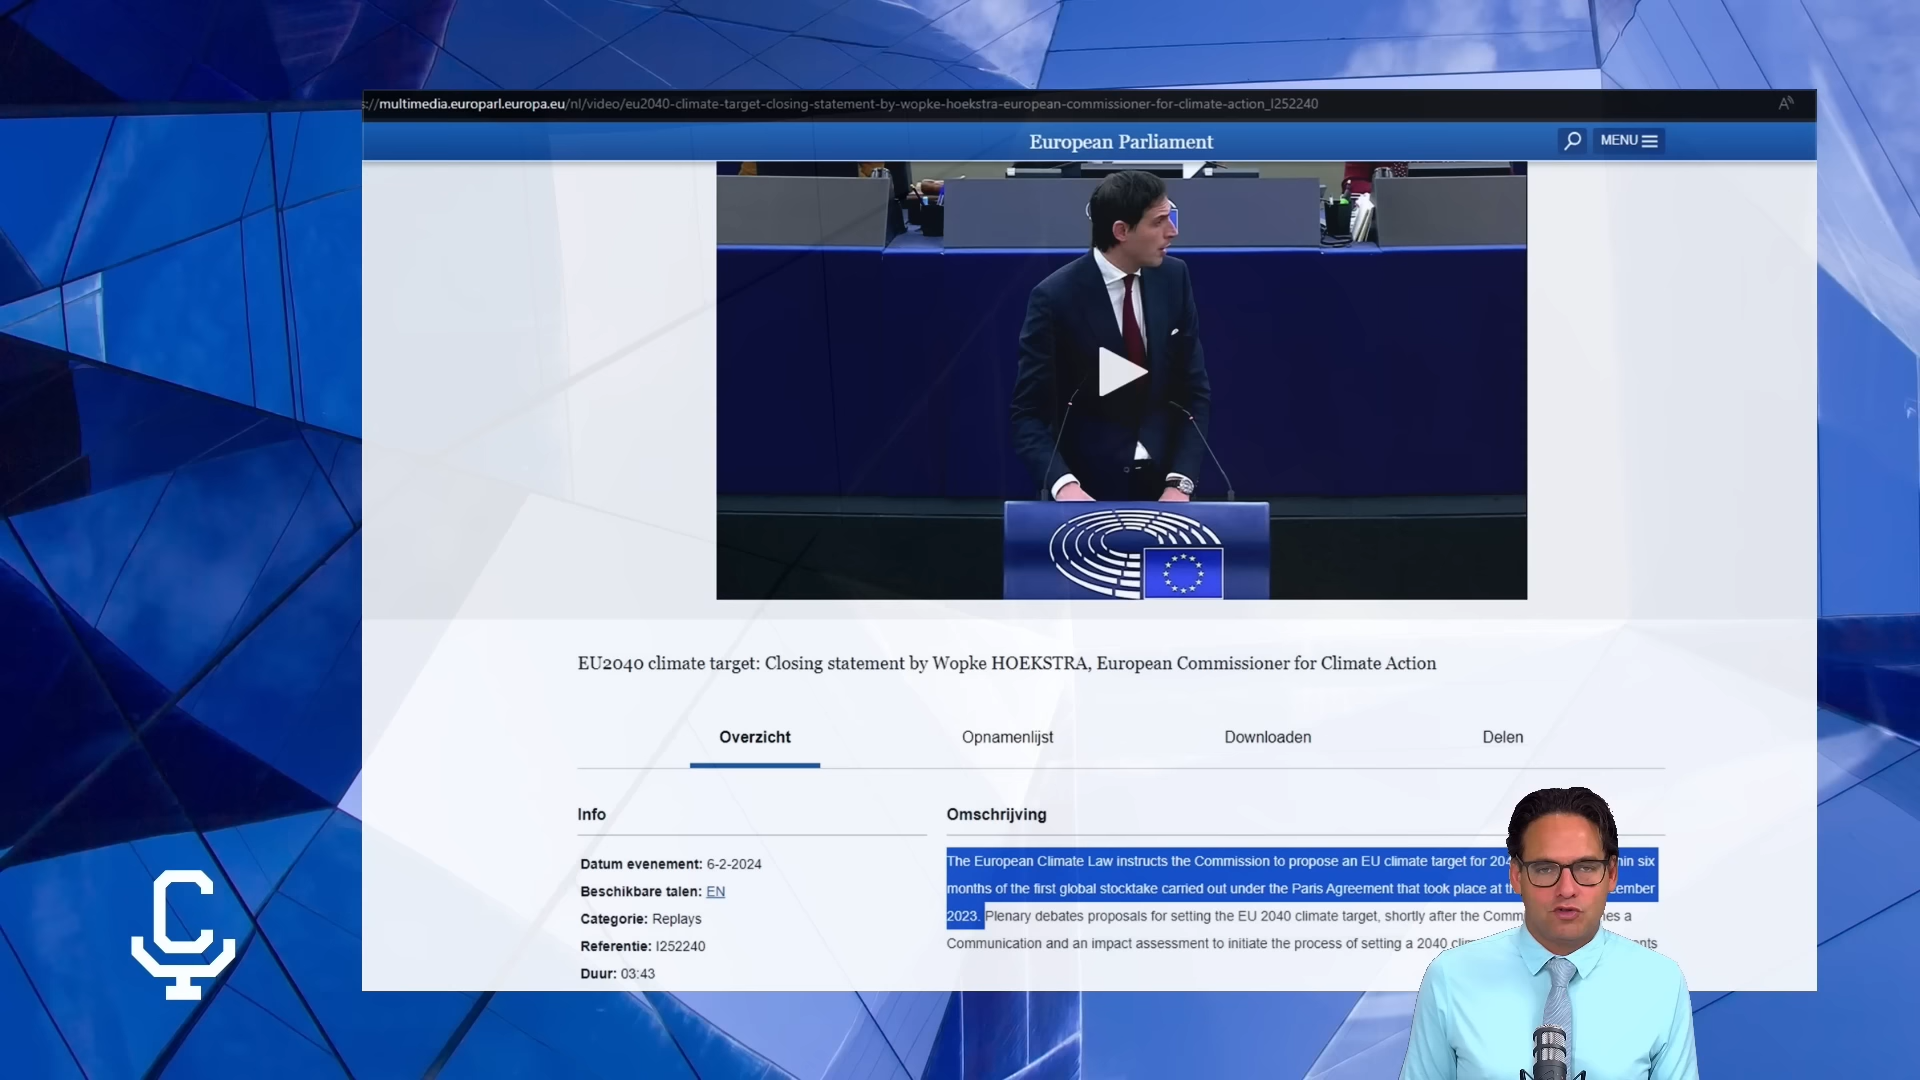 s://multimedia.europarl.europa.eu/nl/video/eu2040-climate-target-closing-statement-by-wopke-hoekstra-european-commissioner-for-climate-action_I252240
European Parliament
MENU
EU2040 climate target: Closing statement by Wopke HOEKSTRA, European Commissioner for Climate Action
Overzicht
Opnamenlijst
Downloaden
Delen
Info
Datum evenement: 6-2-2024
Beschikbare talen: EN
Categorie: Replays
Referentie: I252240
Duur: 03:43
Omschrijving
The European Climate Law instructs the Commission to propose an EU climate target for six
months of the first global stocktake carried out under the Paris Agreement that took place at
2023. Plenary debates proposals for setting the EU 2040 climate target, shortly after the a
Communication and an impact assessment to initiate the process of setting a 2040